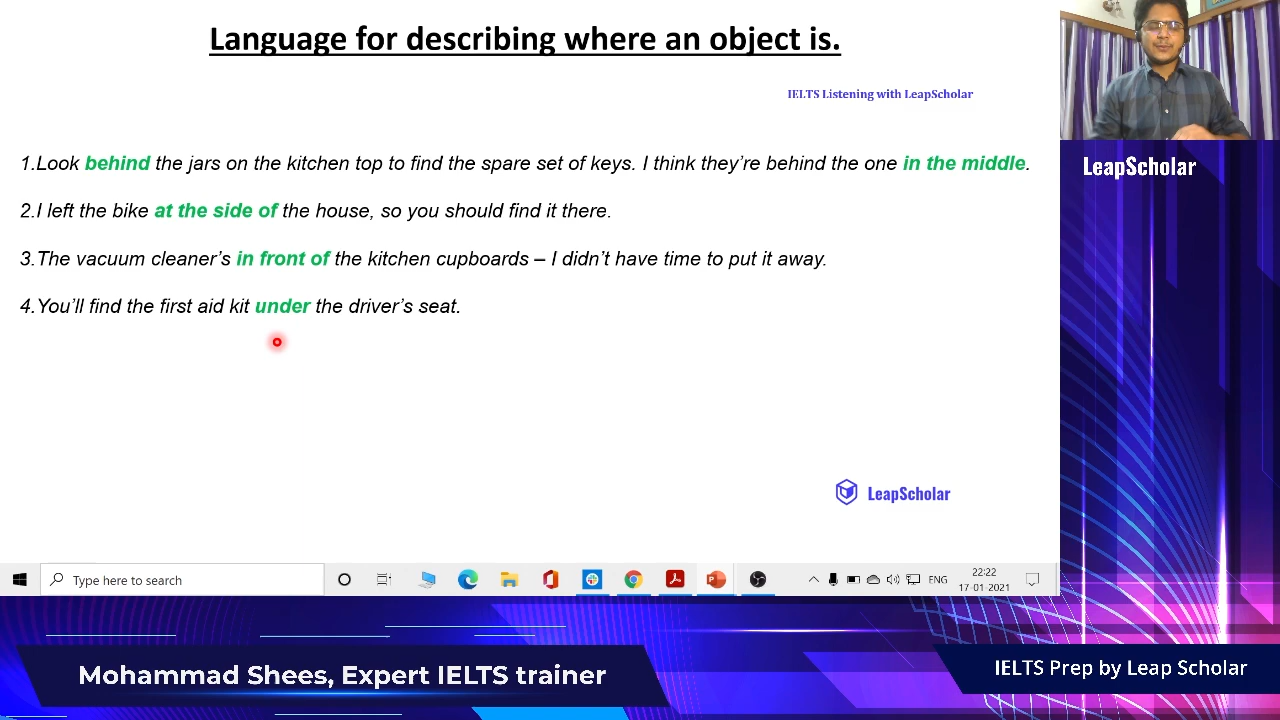 Language for describing where an object is.
IELTS Listening with LeapScholar
1.Look behind the jars on the kitchen top to find the spare set of keys. I think they're behind the one in the middle.
2.I left the bike at the side of the house, so you should find it there.
3.The vacuum cleaner's in front of the kitchen cupboards – I didn't have time to put it away.
4.You'll find the first aid kit under the driver's seat.
LeapScholar
LeapScholar
Type here to search
ENG
22:22
17-01-2021
Mohammad Shees, Expert IELTS trainer
IELTS Prep by Leap Scholar